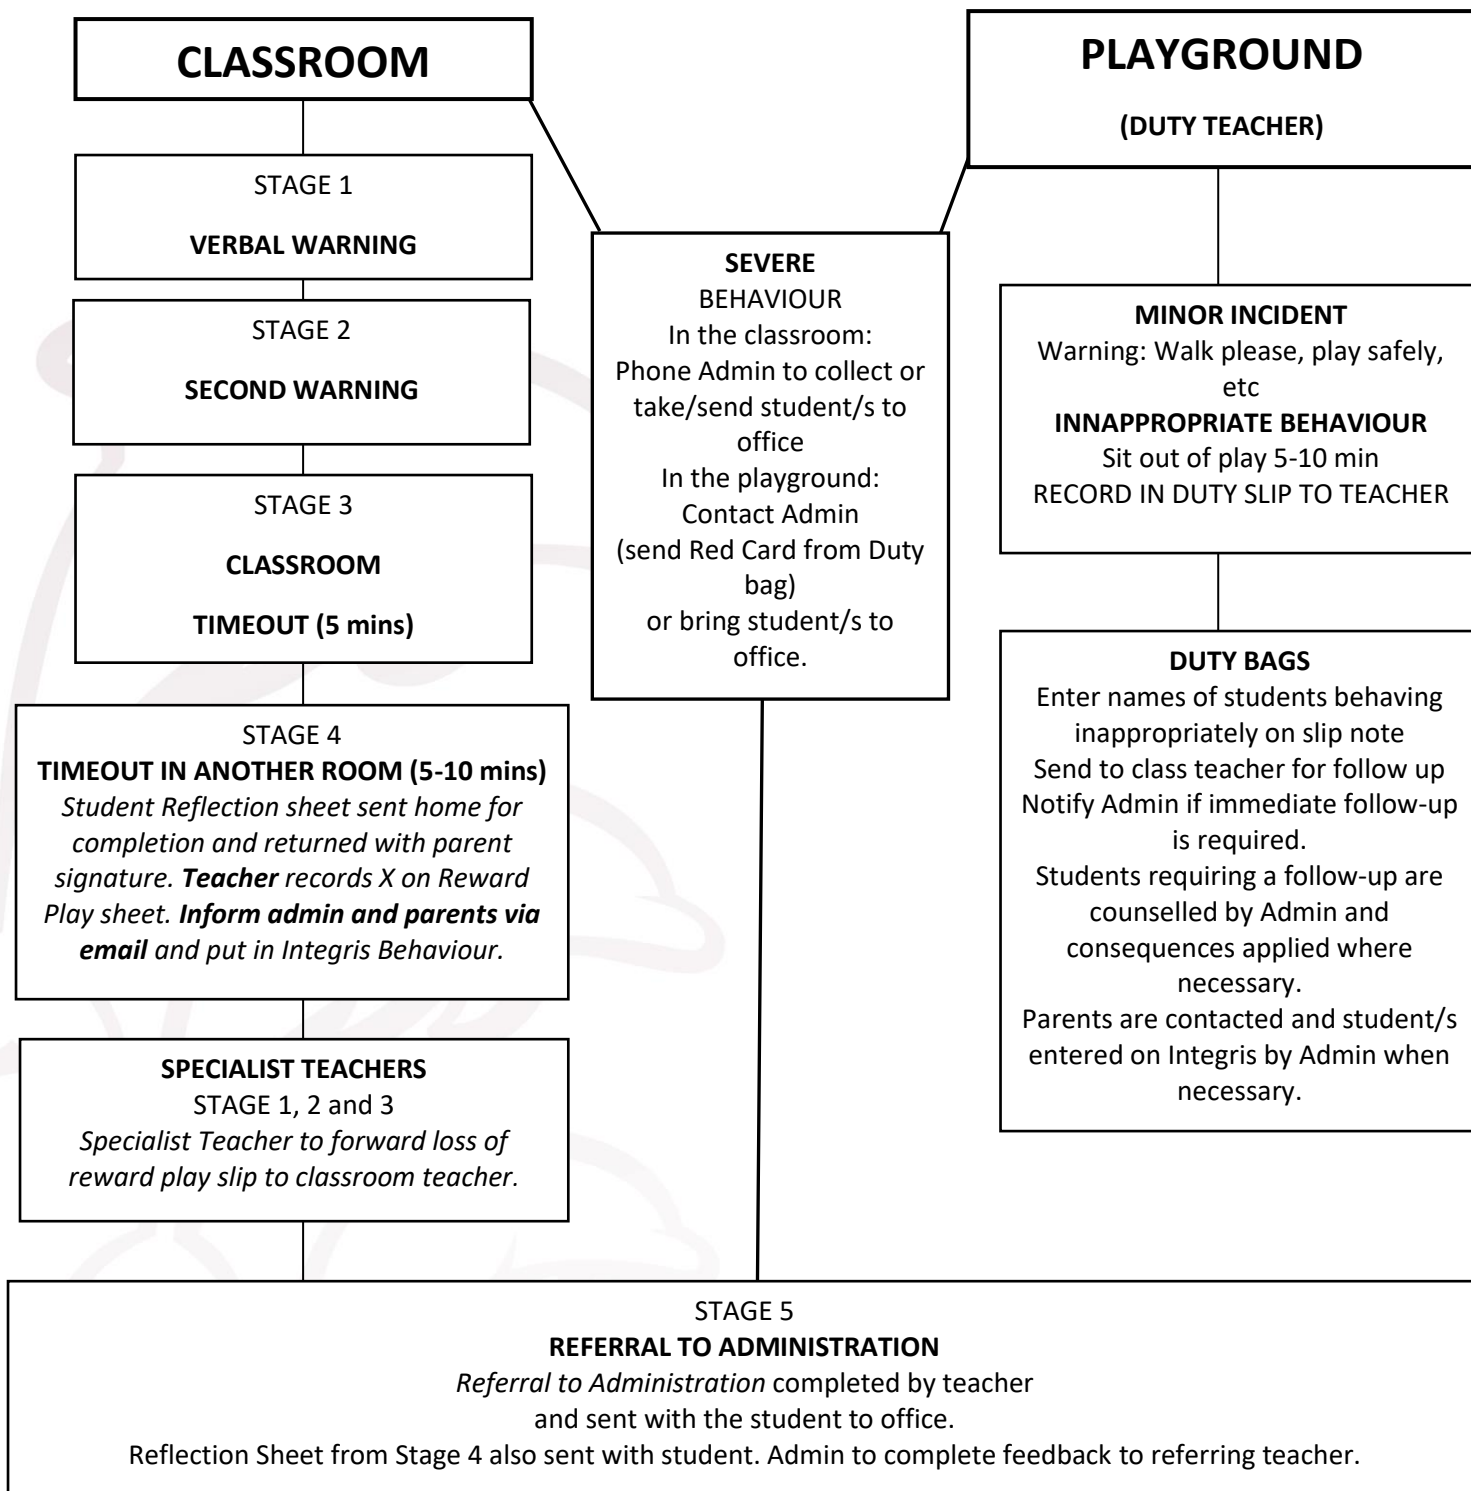 CLASSROOM
STAGE 1
VERBAL WARNING
STAGE 2
SECOND WARNING
STAGE 3
CLASSROOM
TIMEOUT (5 mins)
STAGE 4
TIMEOUT IN ANOTHER ROOM (5-10 mins)
Student Reflection sheet sent home for
completion and returned with parent
signature. Teacher records X on Reward
Play sheet. Inform admin and parents via
email and put in Integris Behaviour.
SPECIALIST TEACHERS
STAGE 1, 2 and 3
Specialist Teacher to forward loss of
reward play slip to classroom teacher.
SEVERE
BEHAVIOUR
In the classroom:
Phone Admin to collect or
take/send student/s to
office
In the playground:
Contact Admin
(send Red Card from Duty
bag)
or bring student/s to
office.
PLAYGROUND
(DUTY TEACHER)
MINOR INCIDENT
Warning: Walk please, play safely,
etc
INNAPPROPRIATE BEHAVIOUR
Sit out of play 5-10 min
RECORD IN DUTY SLIP TO TEACHER
DUTY BAGS
Enter names of students behaving
inappropriately on slip note
Send to class teacher for follow up
Notify Admin if immediate follow-up
is required.
Students requiring a follow-up are
counselled by Admin and
consequences applied where
necessary.
Parents are contacted and student/s
entered on Integris by Admin when
necessary.
STAGE 5
REFERRAL TO ADMINISTRATION
Referral to Administration completed by teacher
and sent with the student to office.
Reflection Sheet from Stage 4 also sent with student. Admin to complete feedback to referring teacher.